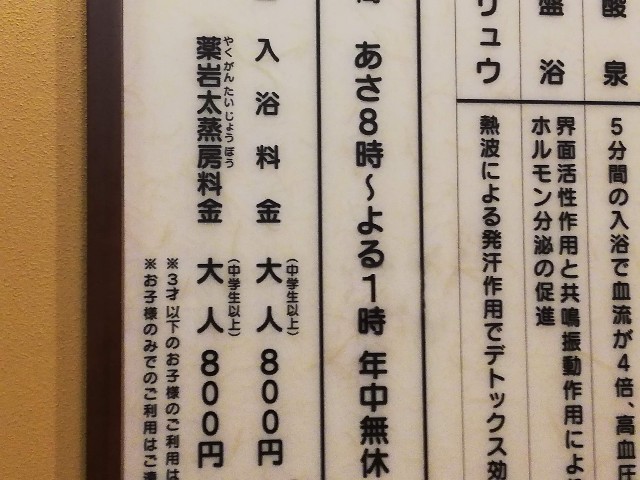 酸泉
5分間の入浴で血流が4倍、高血圧
盤浴
界面活性作用と共鳴振動作用によ
ホルモン分泌の促進
リュウ
熱波による発汗作用でデトックス効
あさ8時～よる1時 年中無休
入浴料金 大人 (中学生以上) 800円
薬岩太蒸房料金 大人 (中学生以上) 800円
やくがんたいじょうぼう
※3才以下のお子様のご利用は
※お子様のみでのご利用はご遠